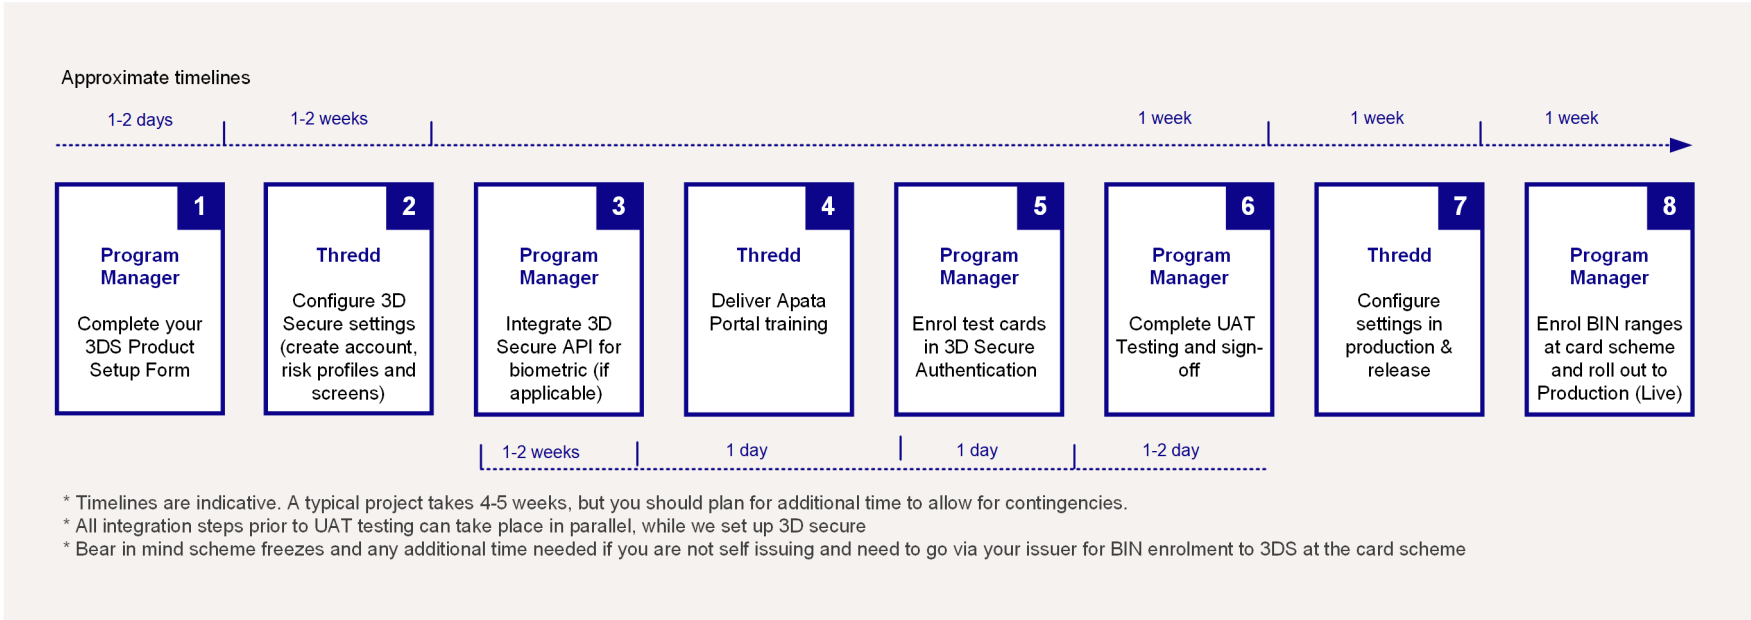 Approximate timelines
1-2 days
1-2 weeks
1 week
1 week
1 week
1
Program
Manager
Complete your
3DS Product
Setup Form
2
Thredd
Configure 3D
Secure settings
(create account,
risk profiles and
screens)
3
Program
Manager
Integrate 3D
Secure API for
biometric (if
applicable)
4
Thredd
Deliver Apata
Portal training
5
Program
Manager
Enrol test cards
in 3D Secure
Authentication
6
Program
Manager
Complete UAT
Testing and sign-
off
7
Thredd
Configure
settings in
production &
release
8
Program
Manager
Enrol BIN ranges
at card scheme
and roll out to
Production (Live)
1-2 weeks
1 day
1 day
1-2 day
* Timelines are indicative. A typical project takes 4-5 weeks, but you should plan for additional time to allow for contingencies.
* All integration steps prior to UAT testing can take place in parallel, while we set up 3D secure
* Bear in mind scheme freezes and any additional time needed if you are not self issuing and need to go via your issuer for BIN enrolment to 3DS at the card scheme